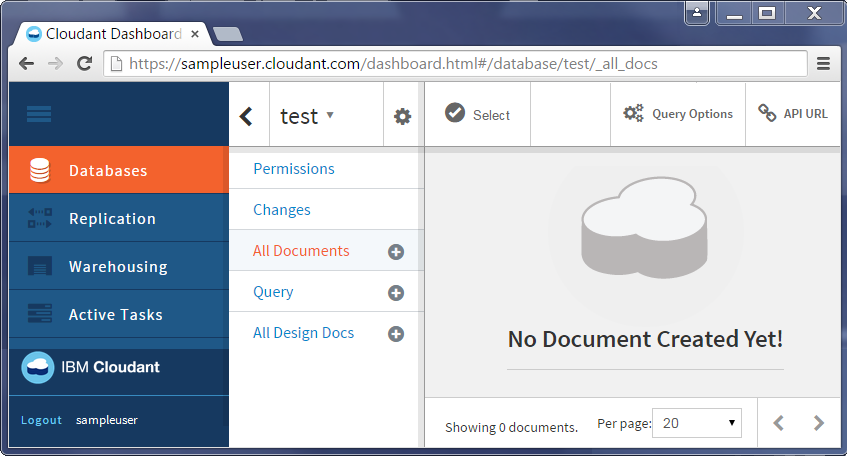 Cloudant Dashboard
https://sampleuser.cloudant.com/dashboard.html#/database/test/_all_docs
test
Select
Query Options
API URL
Databases
Replication
Warehousing
Active Tasks
IBM Cloudant
Logout sampleuser
Permissions
Changes
All Documents
Query
All Design Docs
No Document Created Yet!
Showing 0 documents.
Per page: 20